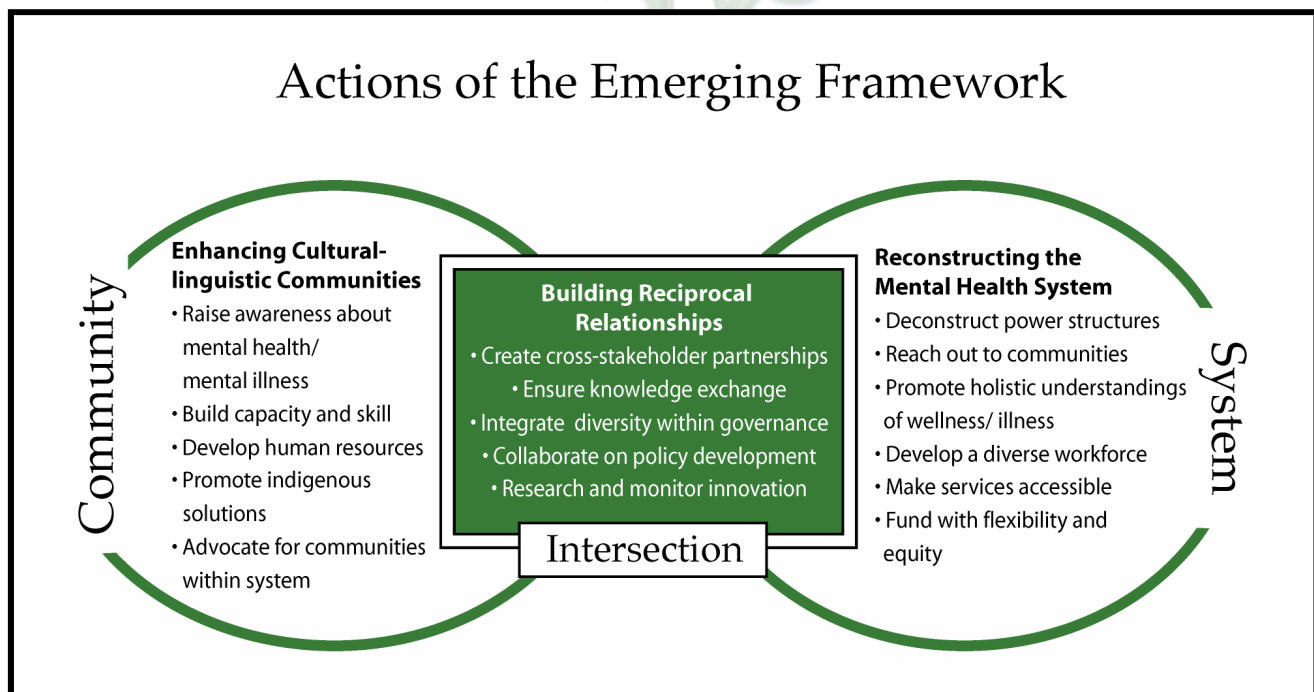 Actions of the Emerging Framework
Community
Enhancing Cultural-
linguistic Communities
• Raise awareness about
mental health/
mental illness
• Build capacity and skill
• Develop human resources
• Promote indigenous
solutions
• Advocate for communities
within system
Building Reciprocal
Relationships
• Create cross-stakeholder partnerships
• Ensure knowledge exchange
• Integrate diversity within governance
• Collaborate on policy development
• Research and monitor innovation
Intersection
Reconstructing the
Mental Health System
• Deconstruct power structures
• Reach out to communities
• Promote holistic understandings
of wellness/ illness
• Develop a diverse workforce
• Make services accessible
• Fund with flexibility and
equity
System